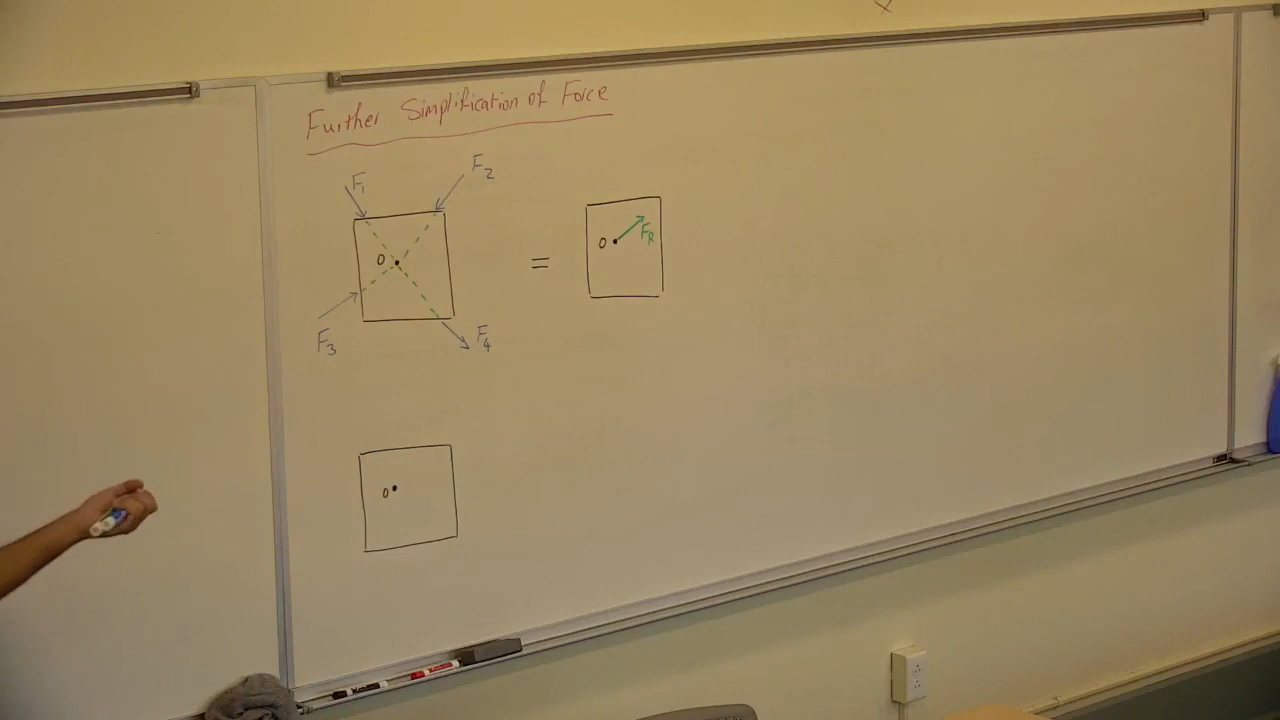 Further Simplification of Force
F1
F2
O
=
O
FR
F3
F4
O